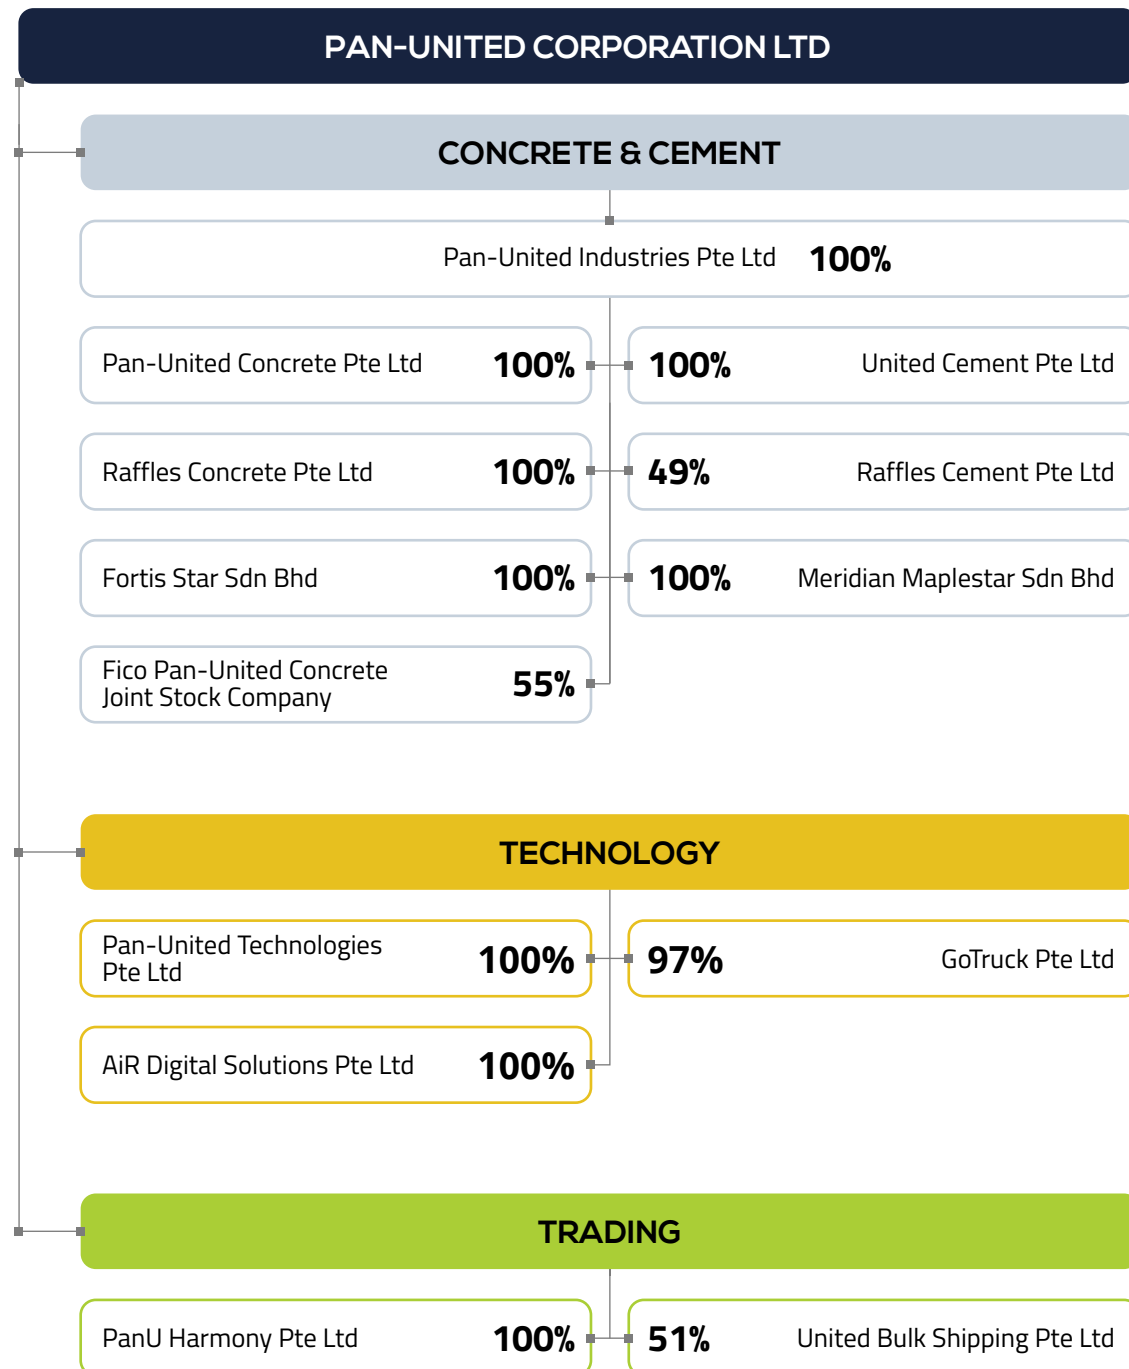 PAN-UNITED CORPORATION LTD
CONCRETE & CEMENT
Pan-United Industries Pte Ltd 100%
Pan-United Concrete Pte Ltd 100%
100% United Cement Pte Ltd
Raffles Concrete Pte Ltd 100%
49% Raffles Cement Pte Ltd
Fortis Star Sdn Bhd 100%
100% Meridian Maplestar Sdn Bhd
Fico Pan-United Concrete
Joint Stock Company 55%
TECHNOLOGY
Pan-United Technologies
Pte Ltd 100%
97% GoTruck Pte Ltd
AiR Digital Solutions Pte Ltd 100%
TRADING
PanU Harmony Pte Ltd 100%
51% United Bulk Shipping Pte Ltd